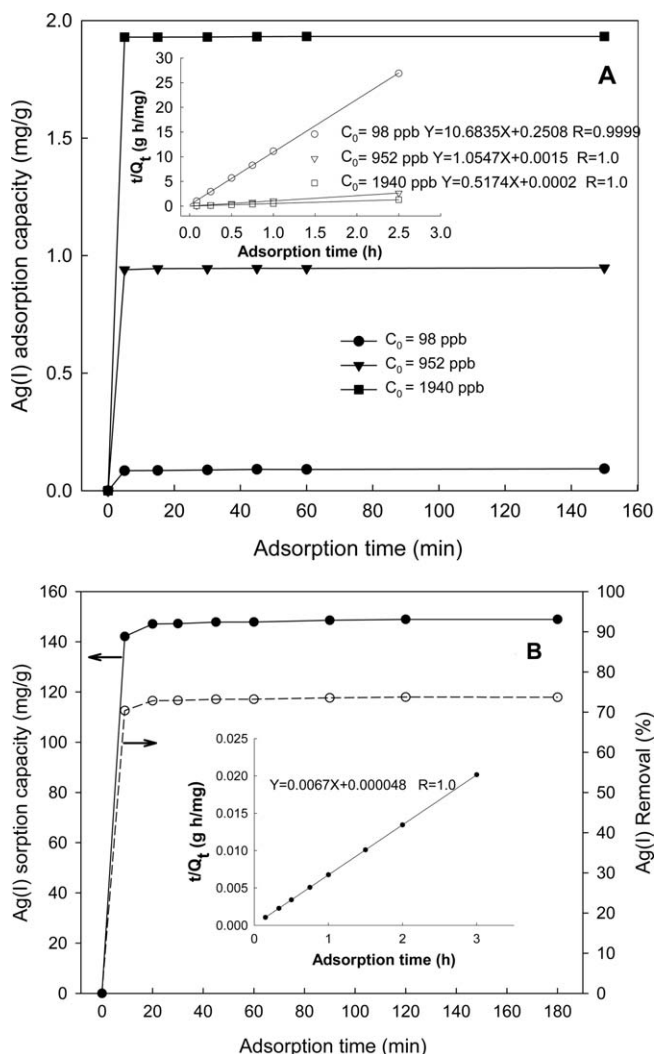 2.0
1.5
1.0
0.5
0.0
Ag(I) adsorption capacity (mg/g)
A
30
25
20
15
10
5
0
t/Qt (g h/mg)
C0= 98 ppb Y=10.6835X+0.2508 R=0.9999
C0= 952 ppb Y=1.0547X+0.0015 R=1.0
C0= 1940 ppb Y=0.5174X+0.0002 R=1.0
0.0 0.5 1.0 1.5 2.0 2.5 3.0
Adsorption time (h)
C0 = 98 ppb
C0 = 952 ppb
C0 = 1940 ppb
0 20 40 60 80 100 120 140 160
Adsorption time (min)
160
140
120
100
80
60
40
20
0
Ag(I) sorption capacity (mg/g)
B
100
90
80
70
60
50
40
30
20
10
0
Ag(I) Removal (%)
0.025
0.020
0.015
0.010
0.005
0.000
t/Qt (g h/mg)
Y=0.0067X+0.000048 R=1.0
0 1 2 3
Adsorption time (h)
0 20 40 60 80 100 120 140 160 180
Adsorption time (min)